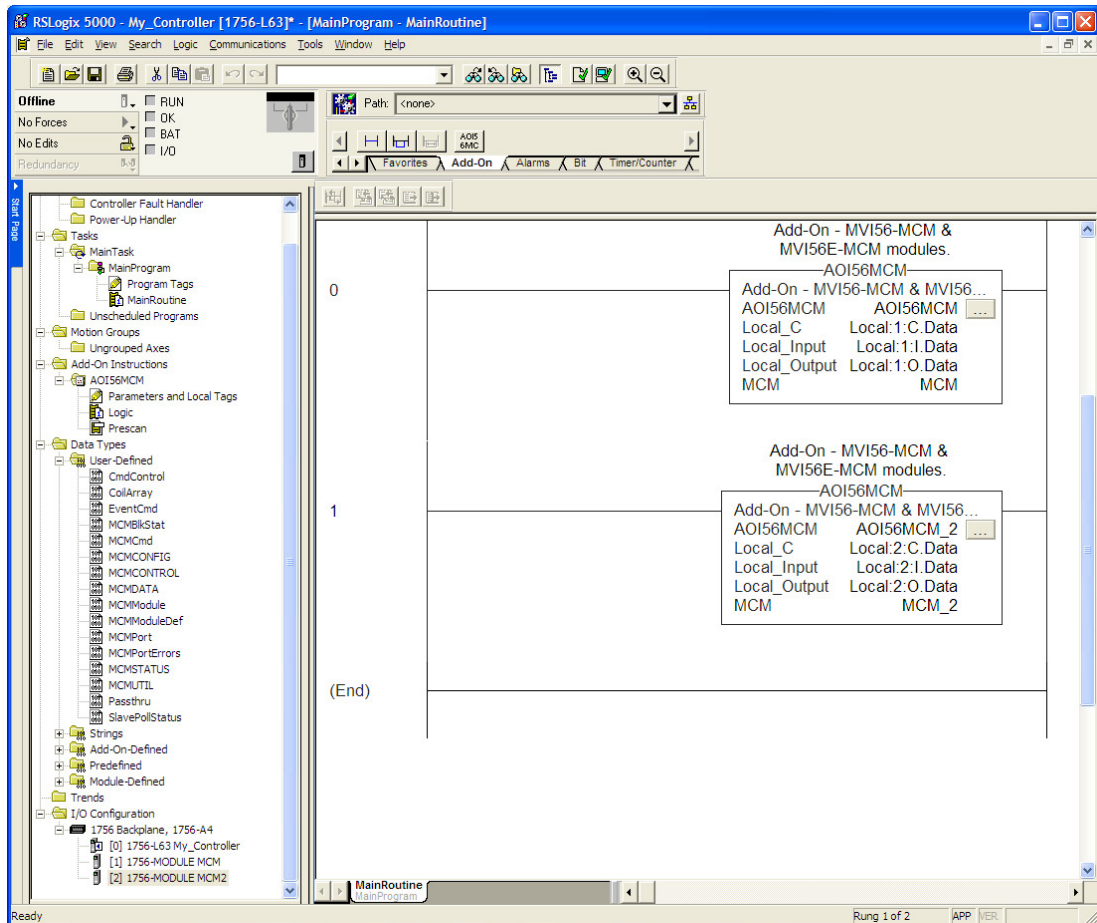 RSLogix 5000 - My_Controller [1756-L63]* - [MainProgram - MainRoutine]
File Edit View Search Logic Communications Tools Window Help
Offline
RUN
No Forces
OK
No Edits
BAT
Redundancy
I/O
Path: <none>
AOI5
6MC
Favorites Add-On Alarms Bit Timer/Counter
Start Page
Controller Fault Handler
Power-Up Handler
Tasks
MainTask
MainProgram
Program Tags
MainRoutine
Unscheduled Programs
Motion Groups
Ungrouped Axes
Add-On Instructions
AOI56MCM
Parameters and Local Tags
Logic
Prescan
Data Types
User-Defined
CmdControl
CoilArray
EventCmd
MCMBlkStat
MCMCmd
MCMCONFIG
MCMCONTROL
MCMDATA
MCMModule
MCMModuleDef
MCMPort
MCMPortErrors
MCMSTATUS
MCMUTIL
Passthru
SlavePollStatus
Strings
Add-On-Defined
Predefined
Module-Defined
Trends
I/O Configuration
1756 Backplane, 1756-A4
[0] 1756-L63 My_Controller
[1] 1756-MODULE MCM
[2] 1756-MODULE MCM2
0
Add-On - MVI56-MCM &
MVI56E-MCM modules.
AOI56MCM
Add-On - MVI56-MCM & MVI56...
AOI56MCM AOI56MCM ...
Local_C Local:1:C.Data
Local_Input Local:1:I.Data
Local_Output Local:1:O.Data
MCM MCM
1
Add-On - MVI56-MCM &
MVI56E-MCM modules.
AOI56MCM
Add-On - MVI56-MCM & MVI56...
AOI56MCM AOI56MCM_2 ...
Local_C Local:2:C.Data
Local_Input Local:2:I.Data
Local_Output Local:2:O.Data
MCM MCM_2
(End)
MainRoutine
MainProgram
Ready
Rung 1 of 2 APP VER